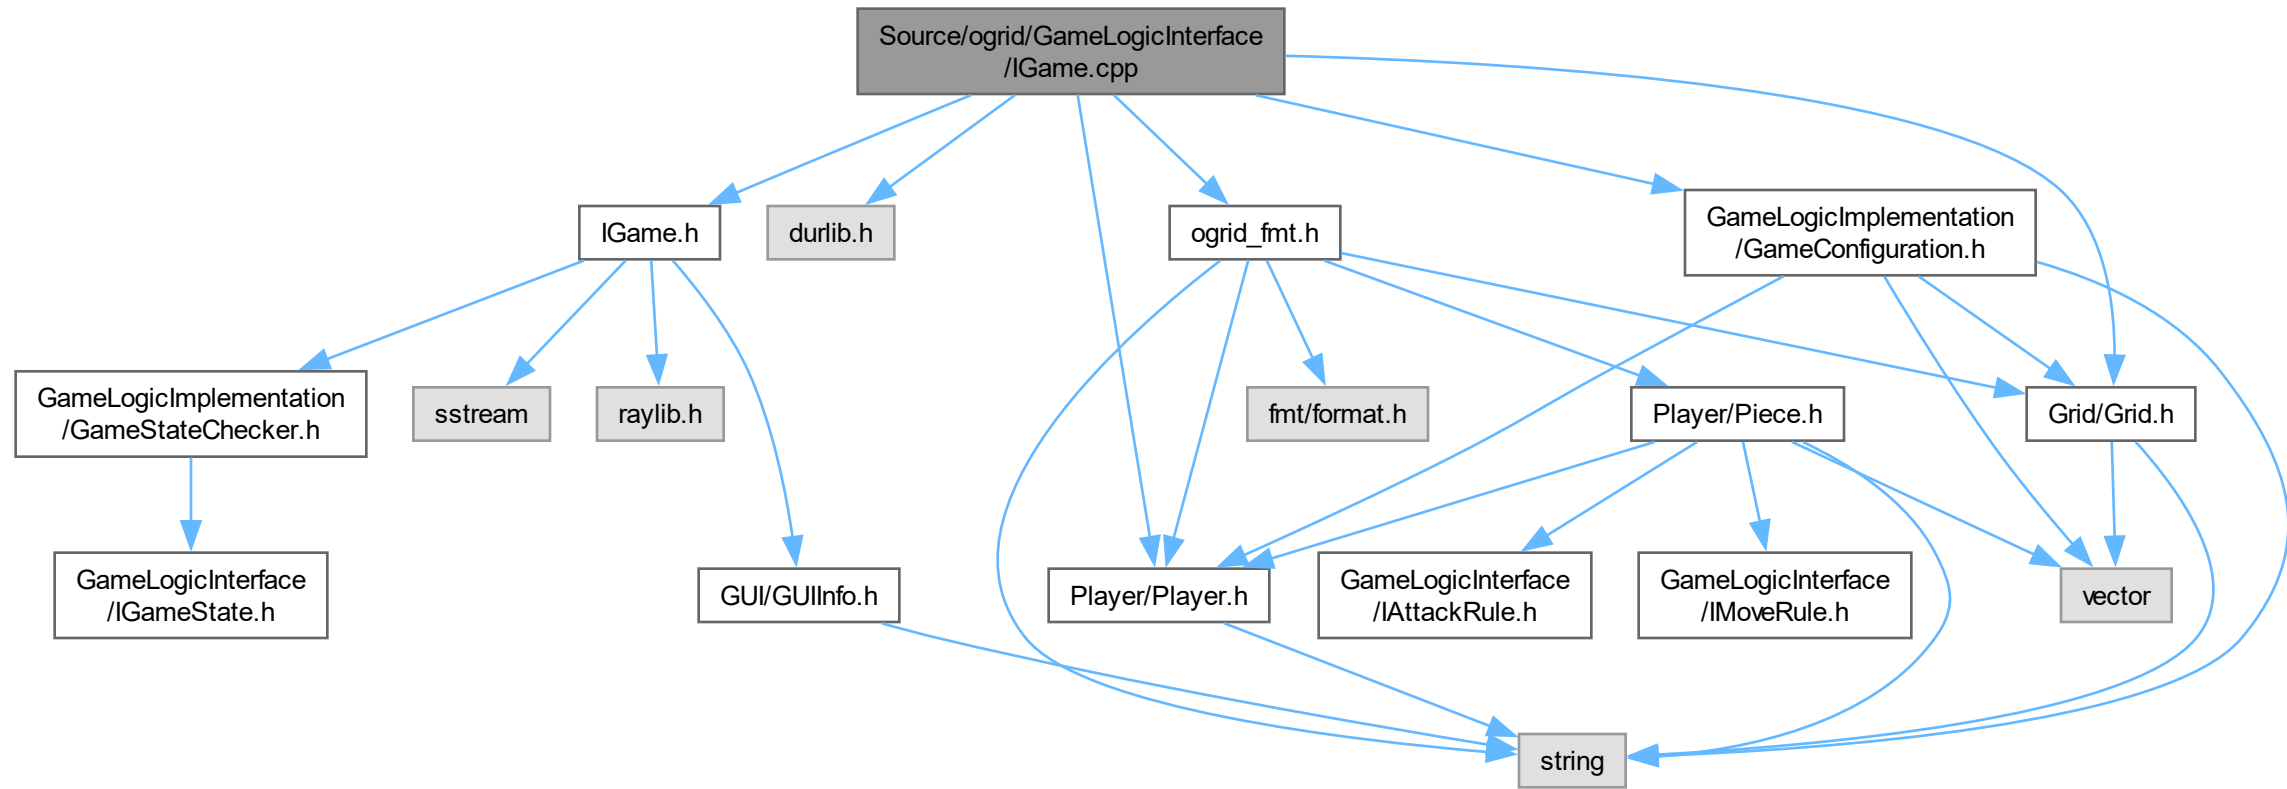 Source/ogrid/GameLogicInterface
/IGame.cpp
IGame.h
durlib.h
ogrid_fmt.h
GameLogicImplementation
/GameConfiguration.h
GameLogicImplementation
/GameStateChecker.h
sstream
raylib.h
fmt/format.h
Player/Piece.h
Grid/Grid.h
GameLogicInterface
/IGameState.h
GUI/GUIInfo.h
Player/Player.h
GameLogicInterface
/IAttackRule.h
GameLogicInterface
/IMoveRule.h
vector
string